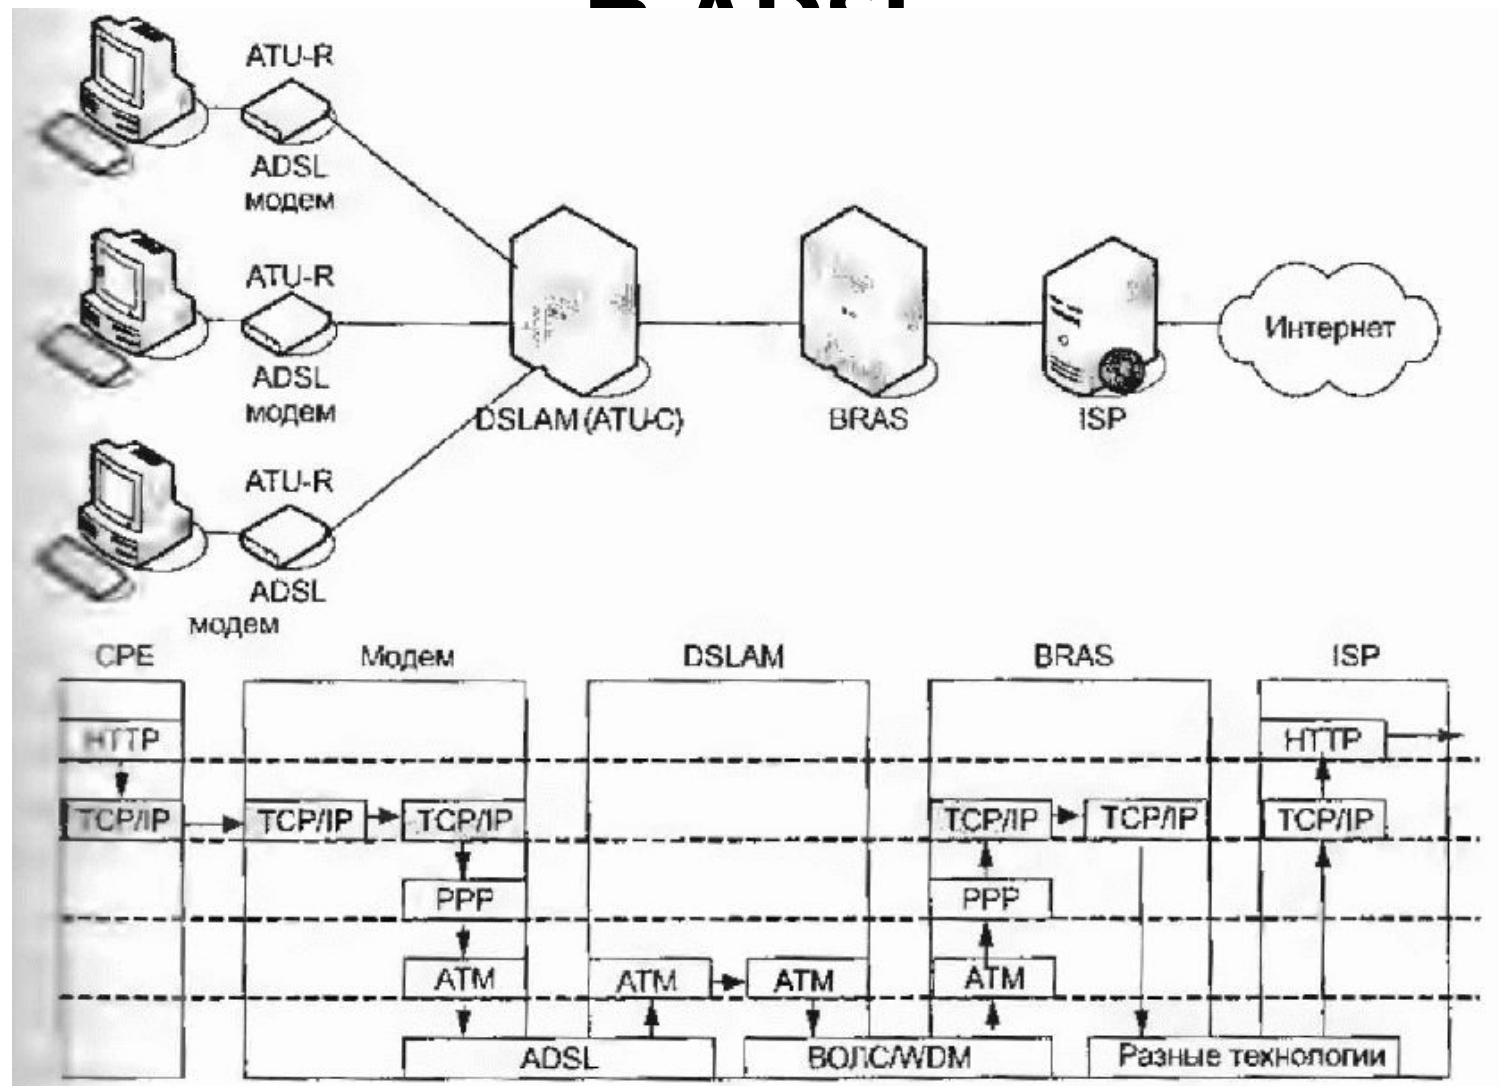 ATU-R
ADSL
модем
ATU-R
ADSL
модем
DSLAM (ATU-C)
BRAS
ISP
Интернет
ATU-R
ADSL
модем
CPE
Модем
DSLAM
BRAS
ISP
HTTP
HTTP
TCP/IP
TCP/IP
TCP/IP
TCP/IP
TCP/IP
TCP/IP
PPP
PPP
ATM
ATM
ATM
ATM
ADSL
ВОЛС/WDM
Разные технологии